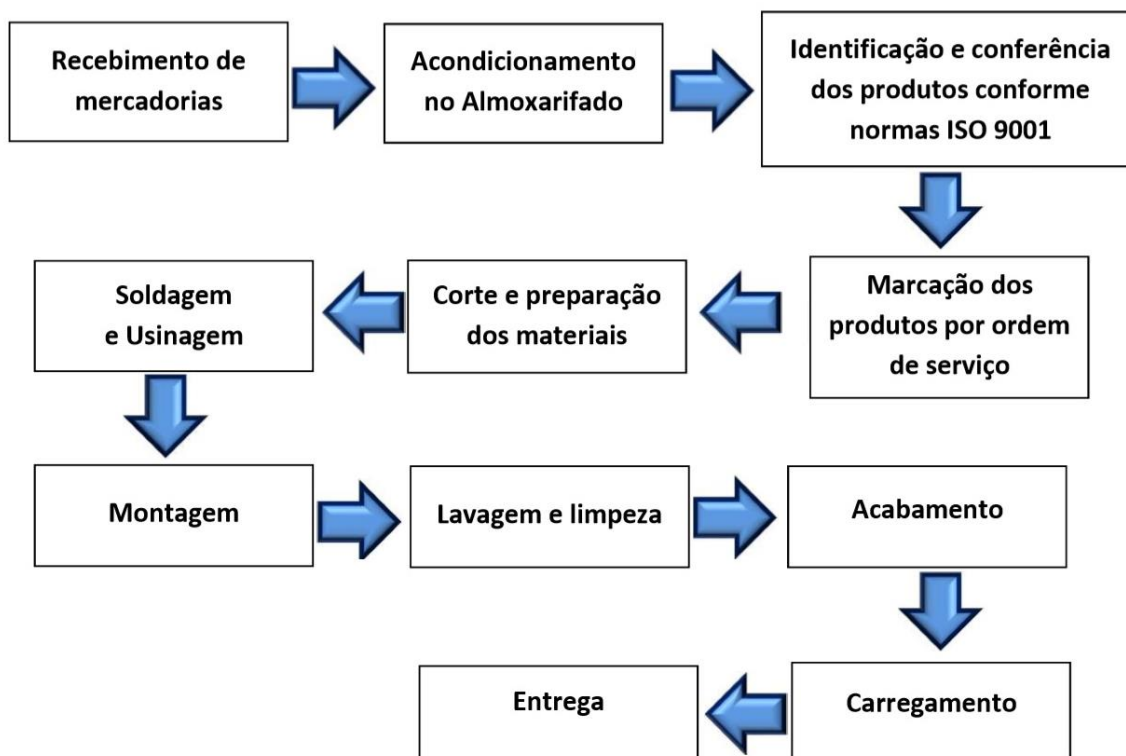 Recebimento de
mercadorias
Acondicionamento
no Almoxarifado
Identificação e conferência
dos produtos conforme
normas ISO 9001
Marcação dos
produtos por ordem
de serviço
Corte e preparação
dos materiais
Soldagem
e Usinagem
Montagem
Lavagem e limpeza
Acabamento
Carregamento
Entrega